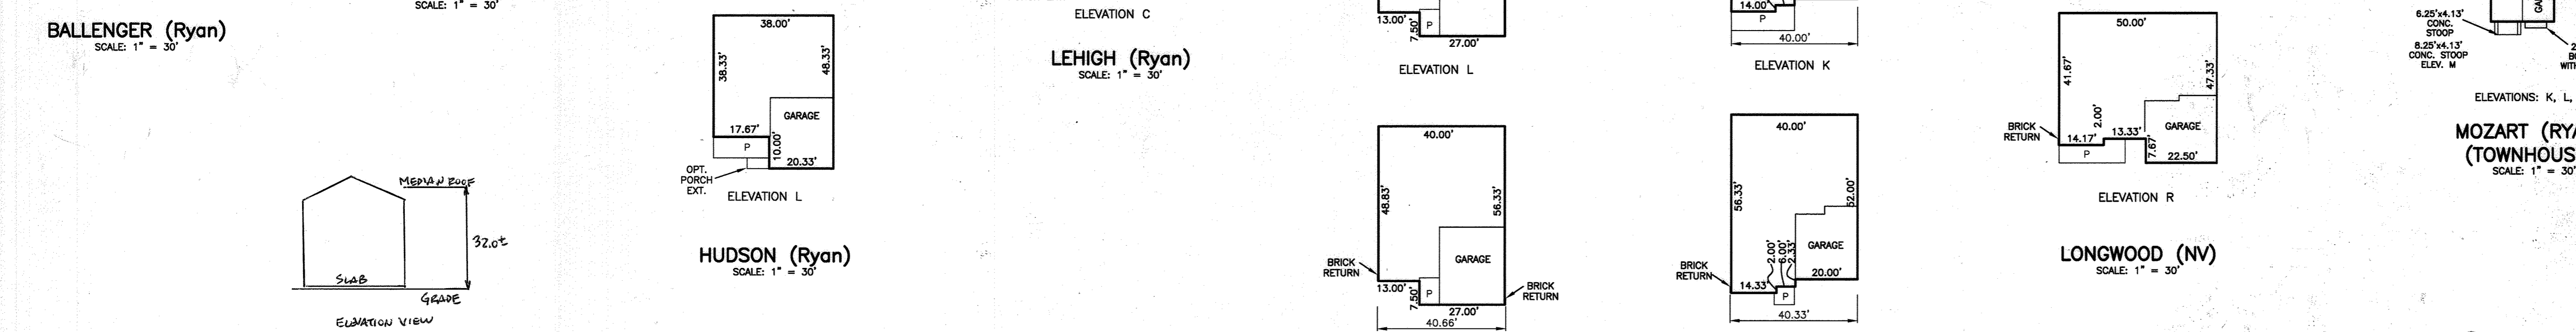 SCALE: 1" = 30'
BALLENGER (Ryan)
SCALE: 1" = 30'
MEDIAN ROOF
32.0±
SLAB
GRADE
ELEVATION VIEW
38.00'
38.33'
48.33'
GARAGE
17.67'
P
10.00'
20.33'
OPT.
PORCH
EXT.
ELEVATION L
HUDSON (Ryan)
SCALE: 1" = 30'
ELEVATION C
LEHIGH (Ryan)
SCALE: 1" = 30'
13.00'
P
7.50'
27.00'
ELEVATION L
40.00'
48.83'
56.33'
GARAGE
BRICK
RETURN
13.00'
P
7.50'
27.00'
BRICK
RETURN
40.66'
14.00'
P
40.00'
ELEVATION K
40.00'
56.33'
52.00'
GARAGE
2.00'
6.00'
2.33'
20.00'
BRICK
RETURN
14.33'
P
40.33'
50.00'
41.67'
47.33'
2.00'
GARAGE
BRICK
RETURN
14.17'
13.33'
P
7.67'
22.50'
ELEVATION R
LONGWOOD (NV)
SCALE: 1" = 30'
6.25'x4.13'
CONC.
STOOP
8.25'x4.13'
CONC. STOOP
ELEV. M
ELEVATIONS: K, L,
MOZART (RYA
(TOWNHOUS
SCALE: 1" = 30'